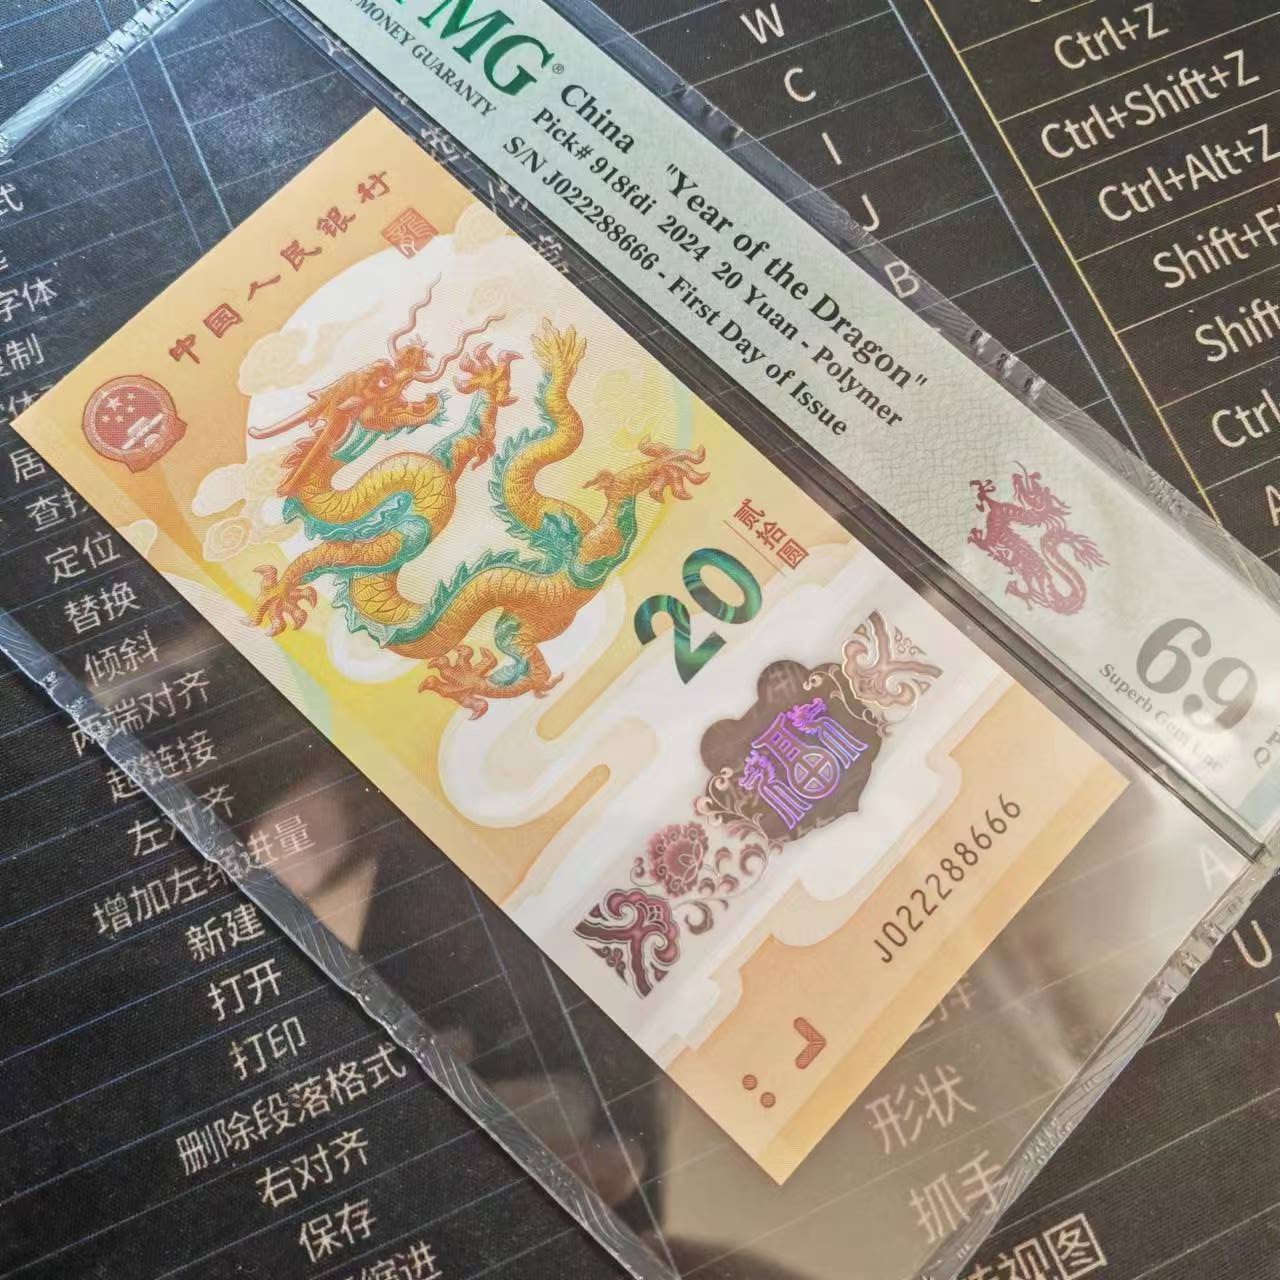 PMG®
MONEY GUARANTY
China
Pick# 918fdi 2024 20 Yuan - Polymer
"Year of the Dragon"
S/N J022288666 - First Day of Issue
69
Superb Gem Unc
中国人民银行
贰拾圆
20
福
J022288666
W
C
I
J
B
Ctrl+Z
Ctrl+Shift+Z
Ctrl+Alt+Z
字体
定位
替换
倾斜
两端对齐
超链接
左对齐
增加左缩进量
新建
打开
打印
删除段落格式
右对齐
保存
A
U
形状
抓手
视图